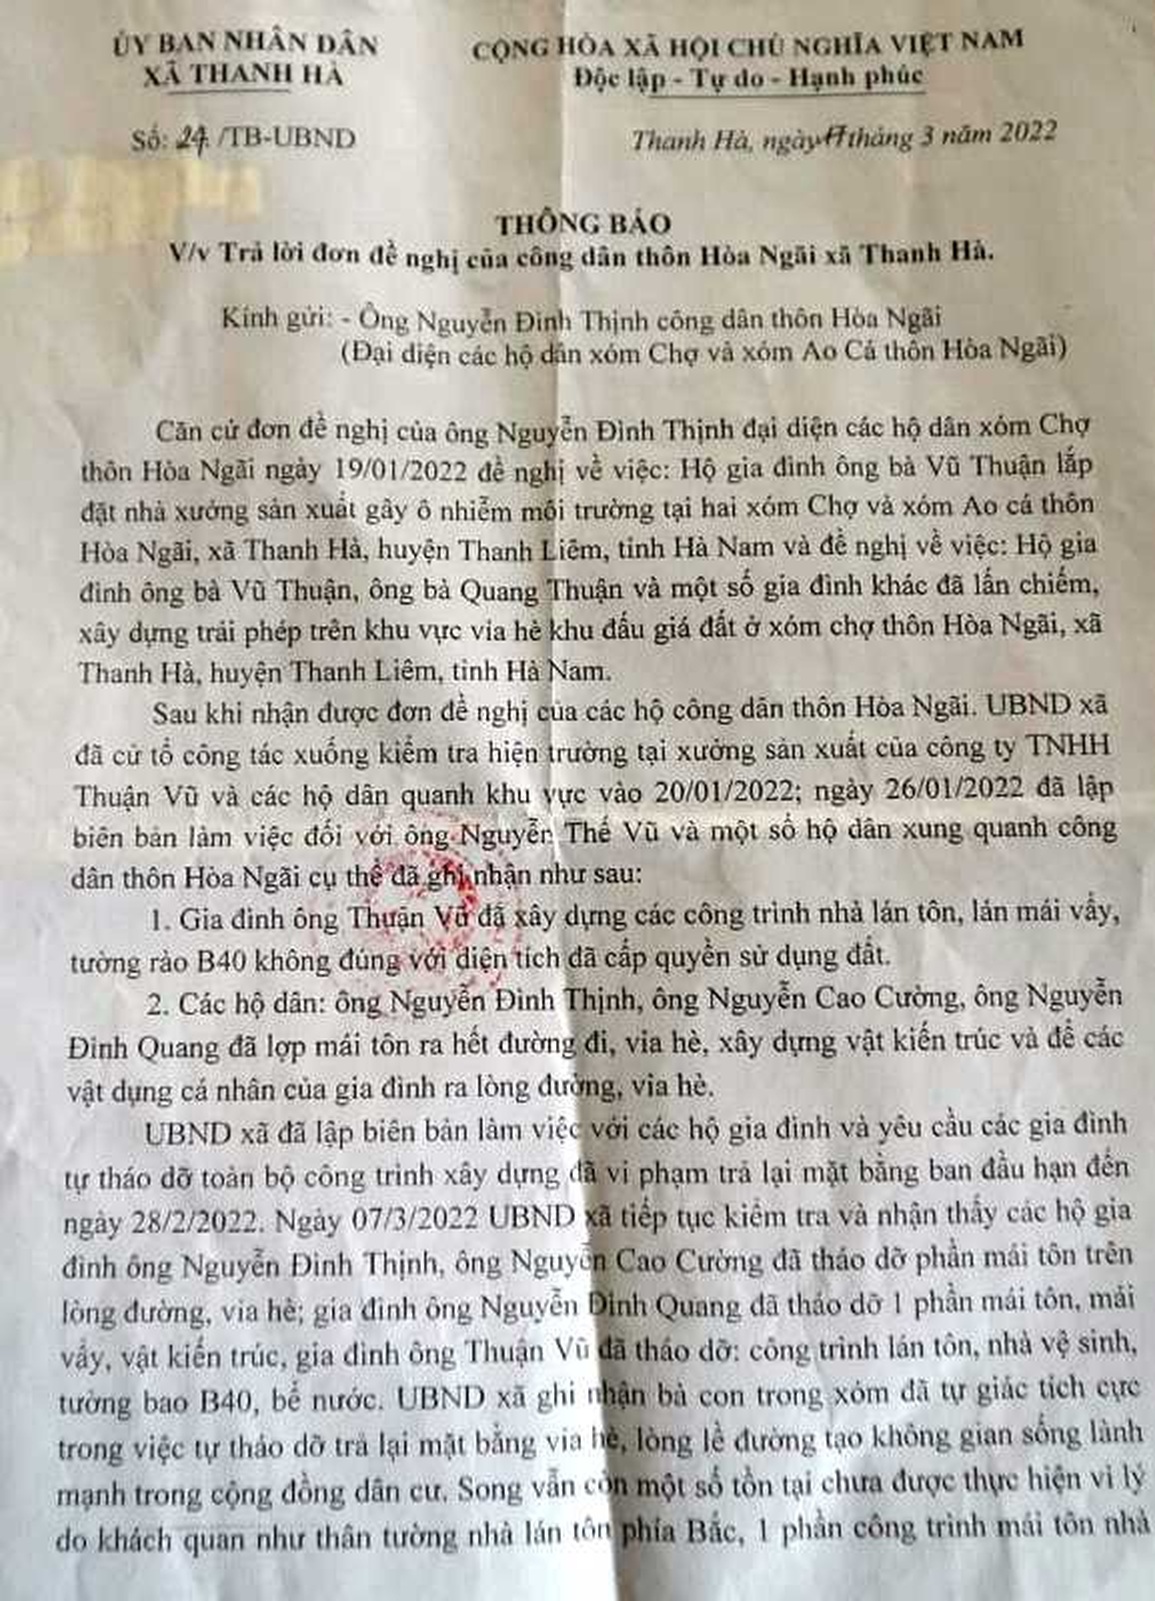 ỦY BAN NHÂN DÂN
XÃ THANH HÀ
CỘNG HÒA XÃ HỘI CHỦ NGHĨA VIỆT NAM
Độc lập - Tự do - Hạnh phúc
Số: 24 /TB-UBND
Thanh Hà, ngày 17 tháng 3 năm 2022
THÔNG BÁO
V/v Trả lời đơn đề nghị của công dân thôn Hòa Ngãi xã Thanh Hà.
Kính gửi: - Ông Nguyễn Đình Thịnh công dân thôn Hòa Ngãi
(Đại diện các hộ dân xóm Chợ và xóm Ao Cá thôn Hòa Ngãi)
Căn cứ đơn đề nghị của ông Nguyễn Đình Thịnh đại diện các hộ dân xóm Chợ
thôn Hòa Ngãi ngày 19/01/2022 đề nghị về việc: Hộ gia đình ông bà Vũ Thuận lắp
đặt nhà xưởng sản xuất gây ô nhiễm môi trường tại hai xóm Chợ và xóm Ao cá thôn
Hòa Ngãi, xã Thanh Hà, huyện Thanh Liêm, tỉnh Hà Nam và đề nghị về việc: Hộ gia
đình ông bà Vũ Thuận, ông bà Quang Thuận và một số gia đình khác đã lấn chiếm,
xây dựng trái phép trên khu vực vỉa hè khu đấu giá đất ở xóm chợ thôn Hòa Ngãi, xã
Thanh Hà, huyện Thanh Liêm, tỉnh Hà Nam.
Sau khi nhận được đơn đề nghị của các hộ công dân thôn Hòa Ngãi. UBND xã
đã cử tổ công tác xuống kiểm tra hiện trường tại xưởng sản xuất của công ty TNHH
Thuận Vũ và các hộ dân quanh khu vực vào 20/01/2022; ngày 26/01/2022 đã lập
biên bản làm việc đối với ông Nguyễn Thế Vũ và một số hộ dân xung quanh công
dân thôn Hòa Ngãi cụ thể đã ghi nhận như sau:
1. Gia đình ông Thuận Vũ đã xây dựng các công trình nhà lán tôn, lán mái vẩy,
tường rào B40 không đúng với diện tích đã cấp quyền sử dụng đất.
2. Các hộ dân: ông Nguyễn Đình Thịnh, ông Nguyễn Cao Cường, ông Nguyễn
Đình Quang đã lợp mái tôn ra hết đường đi, vỉa hè, xây dựng vật kiến trúc và để các
vật dụng cá nhân của gia đình ra lòng đường, vỉa hè.
UBND xã đã lập biên bản làm việc với các hộ gia đình và yêu cầu các gia đình
tự tháo dỡ toàn bộ công trình xây dựng đã vi phạm trả lại mặt bằng ban đầu hạn đến
ngày 28/2/2022. Ngày 07/3/2022 UBND xã tiếp tục kiểm tra và nhận thấy các hộ gia
đình ông Nguyễn Đình Thịnh, ông Nguyễn Cao Cường đã tháo dỡ phần mái tôn trên
lòng đường, vỉa hè; gia đình ông Nguyễn Đình Quang đã tháo dỡ 1 phần mái tôn, mái
vẩy, vật kiến trúc, gia đình ông Thuận Vũ đã tháo dỡ: công trình lán tôn, nhà vệ sinh,
tường bao B40, bể nước. UBND xã ghi nhận bà con trong xóm đã tự giác tích cực
trong việc tự tháo dỡ trả lại mặt bằng vỉa hè, lòng lề đường tạo không gian sống lành
mạnh trong cộng đồng dân cư. Song vẫn còn một số tồn tại chưa được thực hiện vì lý
do khách quan như thân tường nhà lán tôn phía Bắc, 1 phần công trình mái tôn nhà